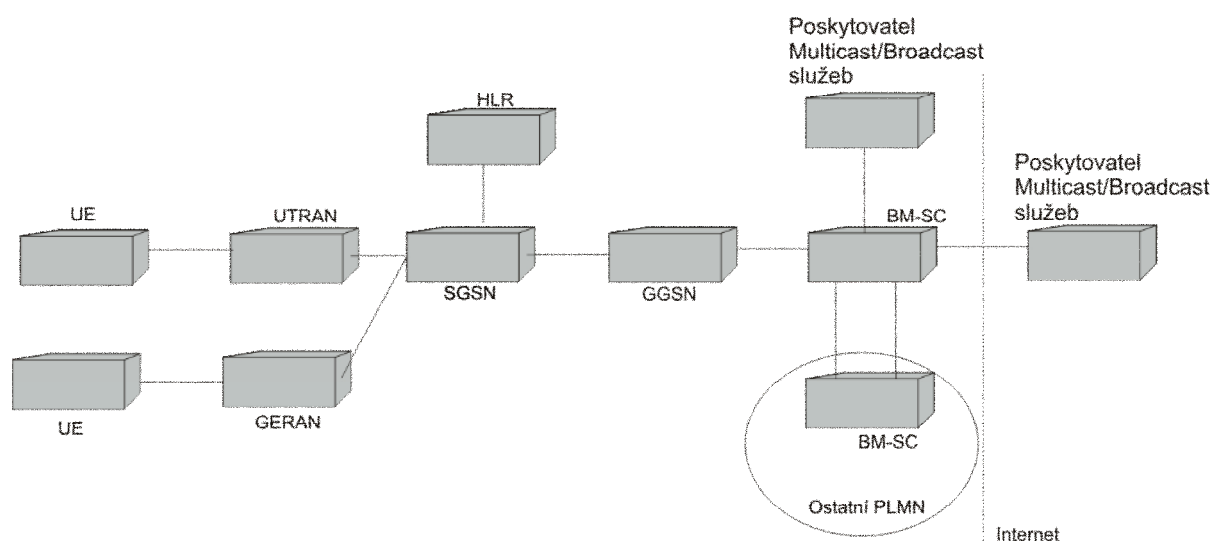 Poskytovatel
Multicast/Broadcast
služeb
HLR
Poskytovatel
Multicast/Broadcast
služeb
UE
UTRAN
BM-SC
SGSN
GGSN
UE
GERAN
BM-SC
Ostatní PLMN
Internet